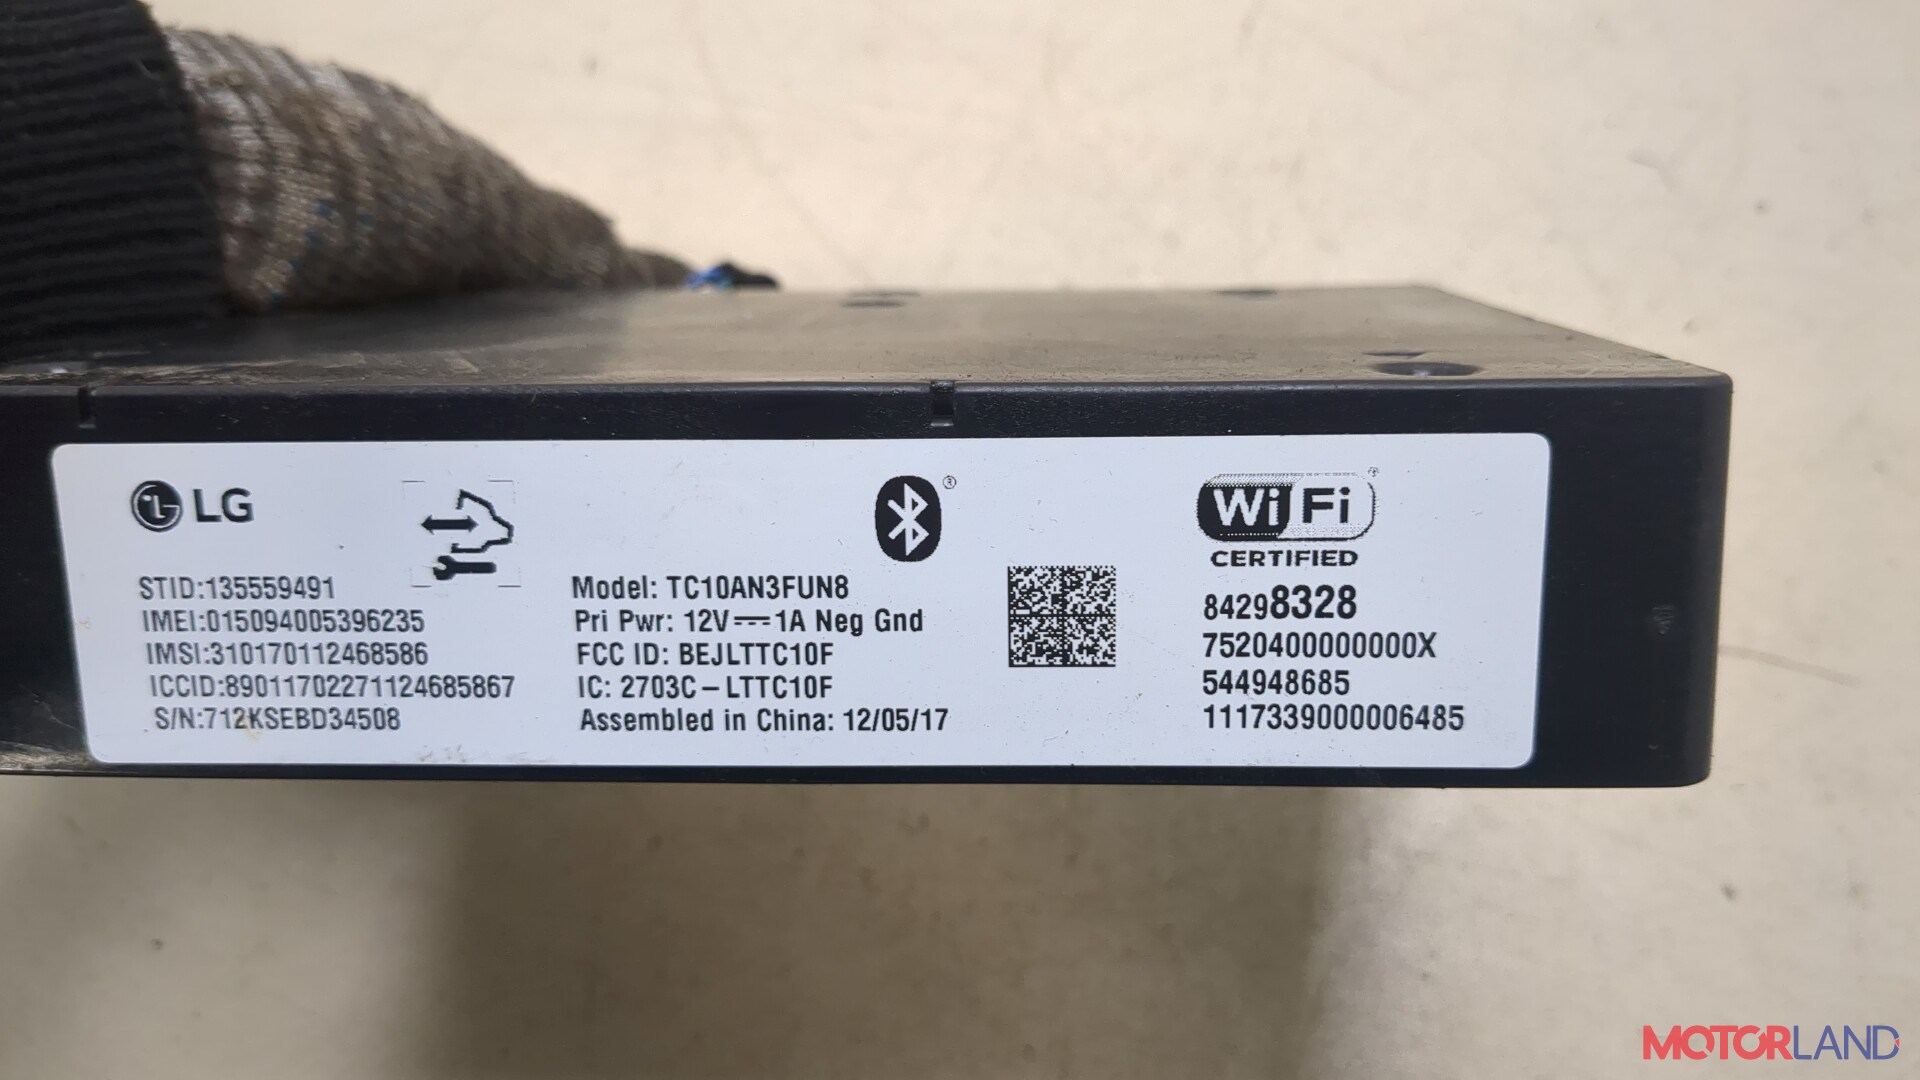 LG
STID:135559491
IMEI:015094005396235
IMSI:310170112468586
ICCID:89011702271124685867
S/N:712KSEBD34508
®
Model: TC10AN3FUN8
Pri Pwr: 12V⎓1A Neg Gnd
FCC ID: BEJLTTC10F
IC: 2703C-LTTC10F
Assembled in China: 12/05/17
WiFi®
CERTIFIED
84298328
7520400000000X
544948685
1117339000006485
MOTORLAND